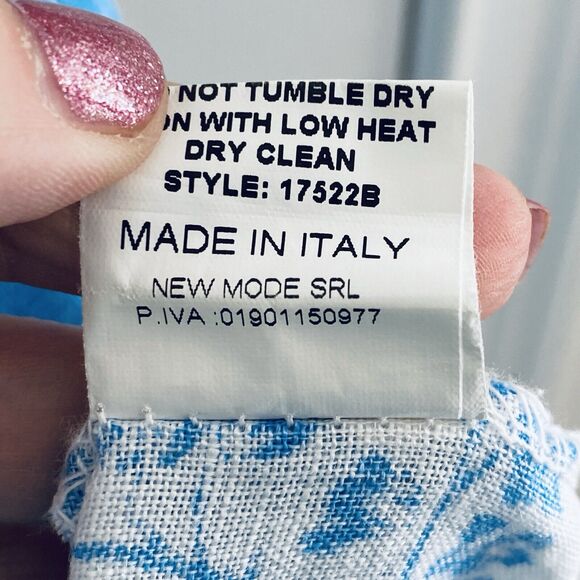 NOT TUMBLE DRY
WITH LOW HEAT
DRY CLEAN
STYLE: 17522B
MADE IN ITALY
NEW MODE SRL
P.IVA :01901150977